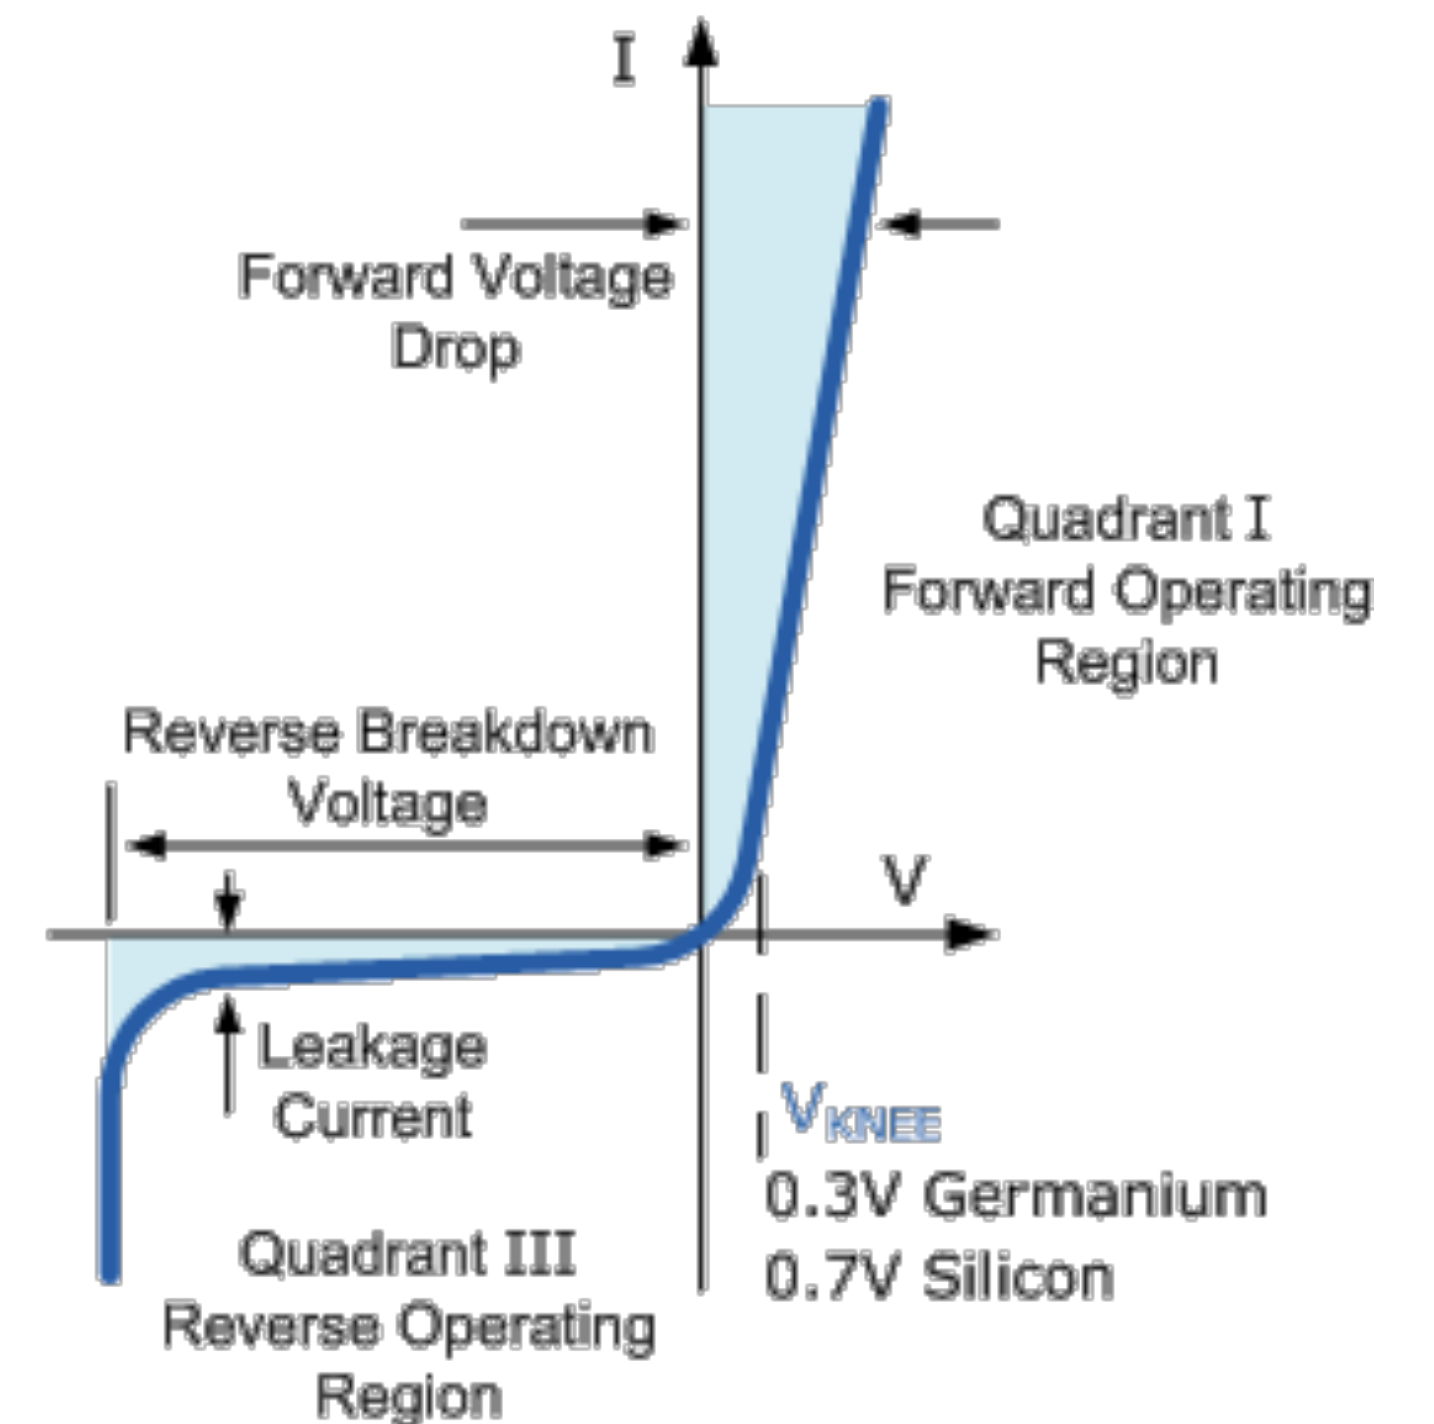 I
Forward Voltage
Drop
Quadrant I
Forward Operating
Region
Reverse Breakdown
Voltage
V
Leakage
Current
VKNEE
0.3V Germanium
0.7V Silicon
Quadrant III
Reverse Operating
Region